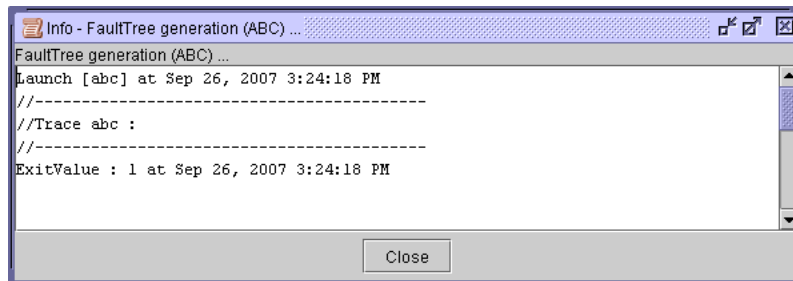 Info - FaultTree generation (ABC) ...
FaultTree generation (ABC) ...
Launch [abc] at Sep 26, 2007 3:24:18 PM
//------------------------------------------
//Trace abc :
//------------------------------------------
ExitValue : 1 at Sep 26, 2007 3:24:18 PM
Close